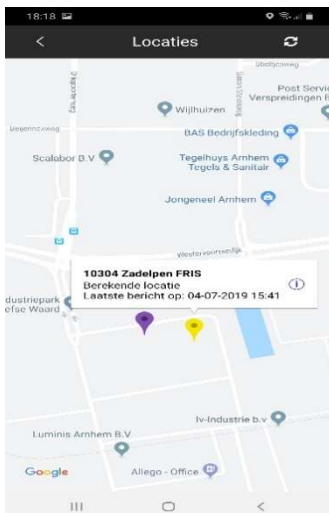 18:18
Locaties
Post Servi
Verspreidingen B
Wijlhuizen
BAS Bedrijfskleding
Scalabor B.V
Tegelhuys Arnhem
Tegels & Sanitair
Jongeneel Arnhem
Westervoortsedijk
10304 Zadelpen FRIS
Berekende locatie
Laatste bericht op: 04-07-2019 15:41
dustriepark
efse Waard
Iv-Industrie b.v
Luminis Arnhem B.V
Google
Allego - Office